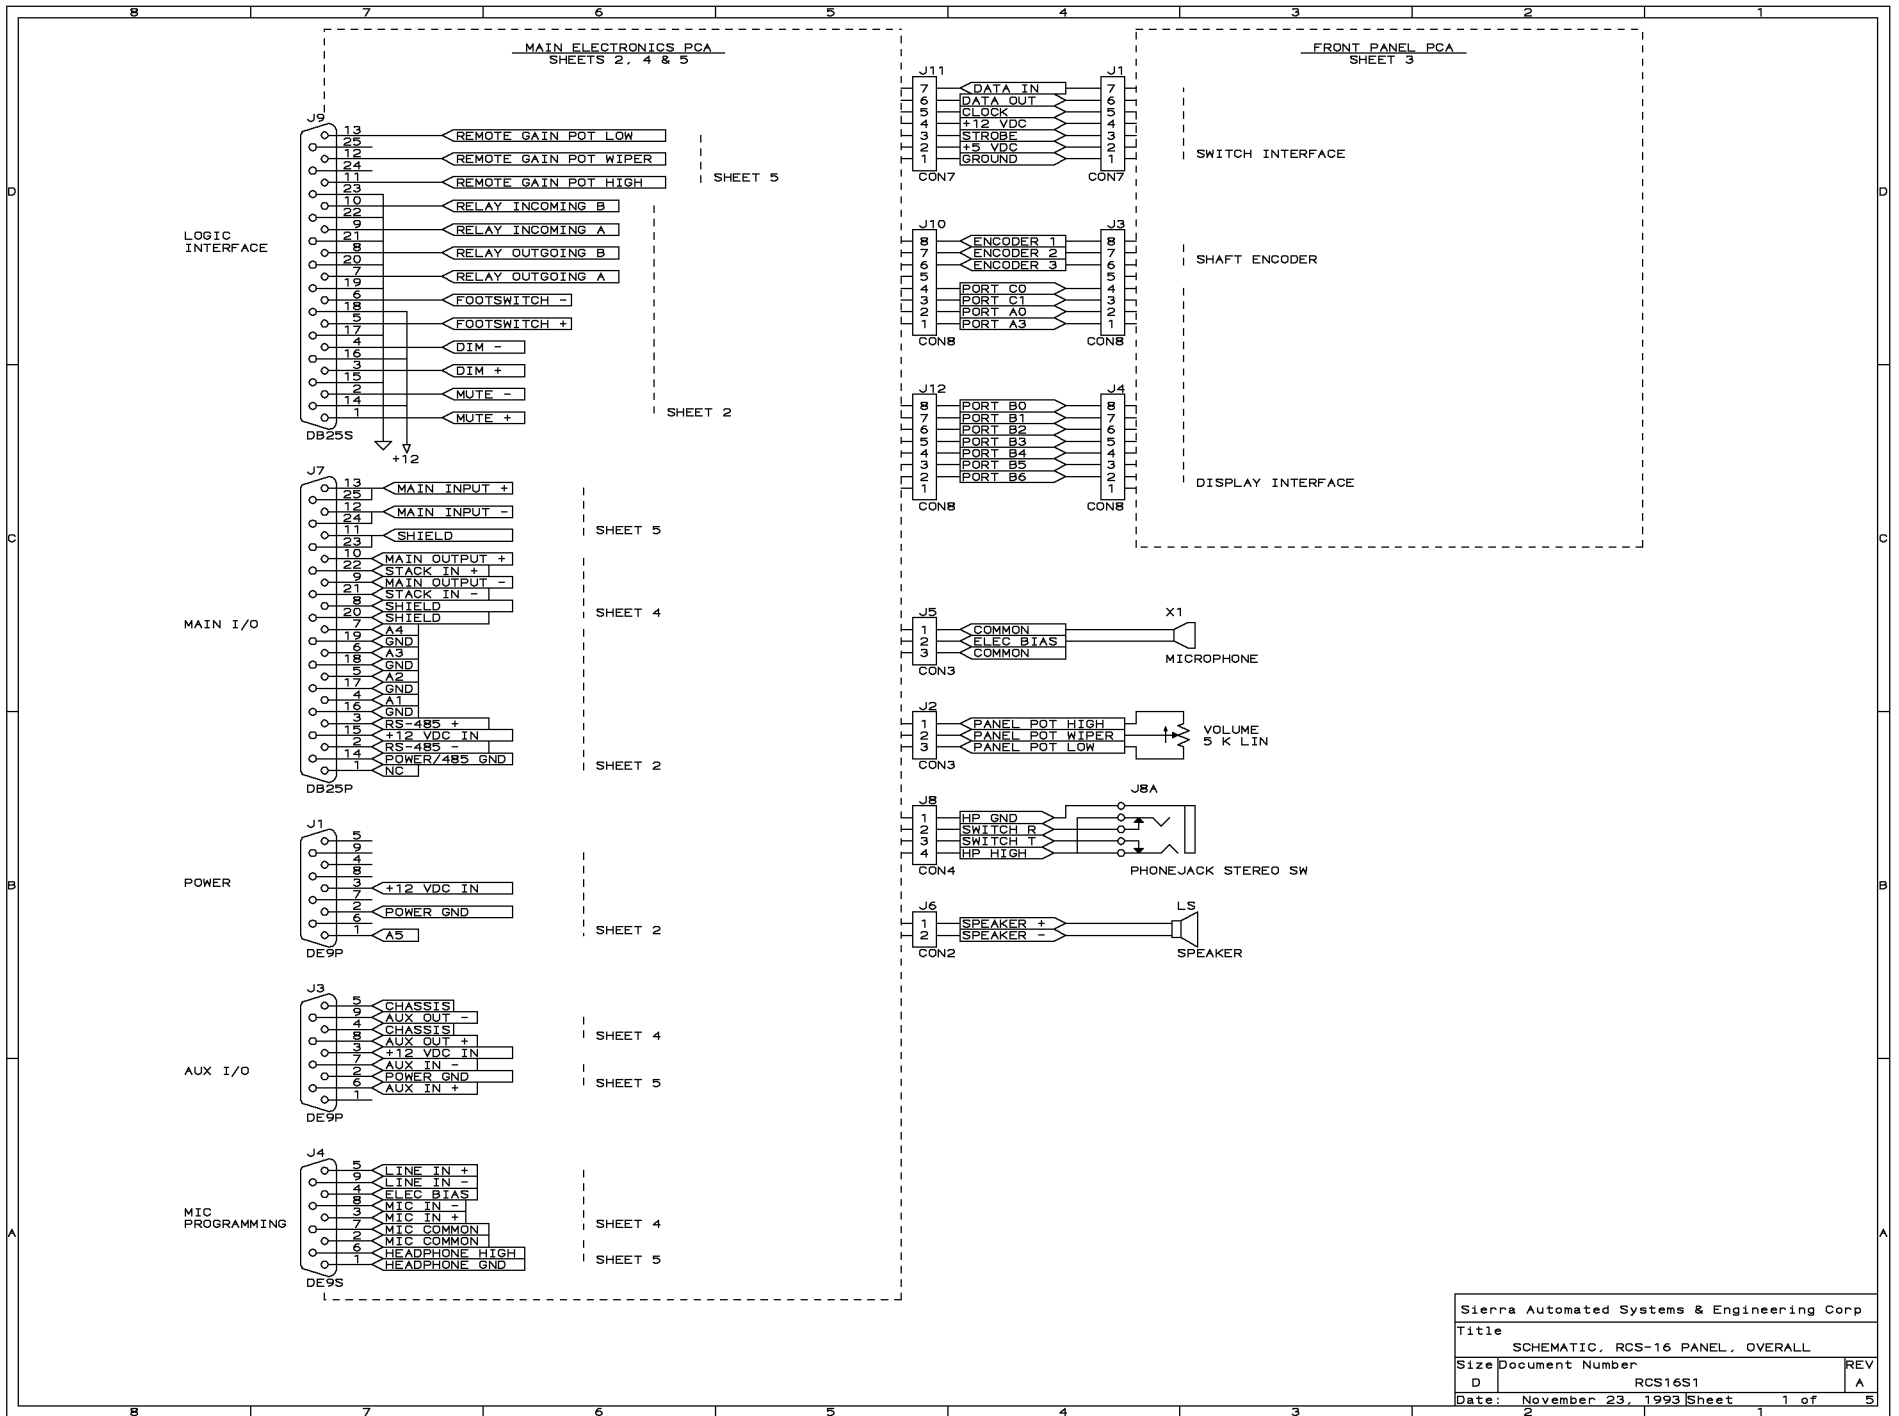 8 7 6 5 4 3 2 1
MAIN ELECTRONICS PCA
SHEETS 2, 4 & 5
FRONT PANEL PCA
SHEET 3
D
C
B
A
LOGIC
INTERFACE
J9
13 REMOTE GAIN POT LOW
25
12 REMOTE GAIN POT WIPER
24
11 REMOTE GAIN POT HIGH
23
10 RELAY INCOMING B
22
9 RELAY INCOMING A
21
8 RELAY OUTGOING B
20
7 RELAY OUTGOING A
19
6 FOOTSWITCH -
18
5 FOOTSWITCH +
17
4 DIM -
16
3 DIM +
15
2 MUTE -
14
1 MUTE +
DB25S
+12
SHEET 5
SHEET 2
MAIN I/O
J7
13 MAIN INPUT +
25
12 MAIN INPUT -
24
11 SHIELD
23
10 MAIN OUTPUT +
22 STACK IN +
9 MAIN OUTPUT -
21 STACK IN -
8 SHIELD
20 SHIELD
7 A4
19 GND
6 A3
18 GND
5 A2
17 GND
4 A1
16 GND
3 RS-485 +
15 +12 VDC IN
2 RS-485 -
14 POWER/485 GND
1 NC
DB25P
SHEET 5
SHEET 4
SHEET 2
POWER
J1
5
9
4
8
3 +12 VDC IN
7
2 POWER GND
6
1 A5
DE9P
SHEET 2
AUX I/O
J3
5 CHASSIS
9 AUX OUT -
4 CHASSIS
8 AUX OUT +
3 +12 VDC IN
7 AUX IN -
2 POWER GND
6 AUX IN +
1
DE9P
SHEET 4
SHEET 5
MIC
PROGRAMMING
J4
5 LINE IN +
9 LINE IN -
4 ELEC BIAS
8 MIC IN -
3 MIC IN +
7 MIC COMMON
2 MIC COMMON
6 HEADPHONE HIGH
1 HEADPHONE GND
DE9S
SHEET 4
SHEET 5
J11 J1
7 DATA IN 7
6 DATA OUT 6
5 CLOCK 5
4 +12 VDC 4
3 STROBE 3
2 +5 VDC 2
1 GROUND 1
CON7 CON7
SWITCH INTERFACE
J10 J3
8 ENCODER 1 8
7 ENCODER 2 7
6 ENCODER 3 6
5 5
4 PORT C0 4
3 PORT C1 3
2 PORT A0 2
1 PORT A3 1
CON8 CON8
SHAFT ENCODER
J12 J4
8 PORT B0 8
7 PORT B1 7
6 PORT B2 6
5 PORT B3 5
4 PORT B4 4
3 PORT B5 3
2 PORT B6 2
1 1
CON8 CON8
DISPLAY INTERFACE
J5 X1
1 COMMON
2 ELEC BIAS
3 COMMON
CON3
MICROPHONE
J2
1 PANEL POT HIGH
2 PANEL POT WIPER
3 PANEL POT LOW
CON3
VOLUME
5 K LIN
J8 J8A
1 HP GND
2 SWITCH R
3 SWITCH T
4 HP HIGH
CON4
PHONEJACK STEREO SW
J6 LS
1 SPEAKER +
2 SPEAKER -
CON2
SPEAKER
D
C
B
A
Sierra Automated Systems & Engineering Corp
Title
SCHEMATIC, RCS-16 PANEL, OVERALL
Size Document Number REV
D RCS16S1 A
Date: November 23, 1993 Sheet 1 of 5
8 7 6 5 4 3 2 1